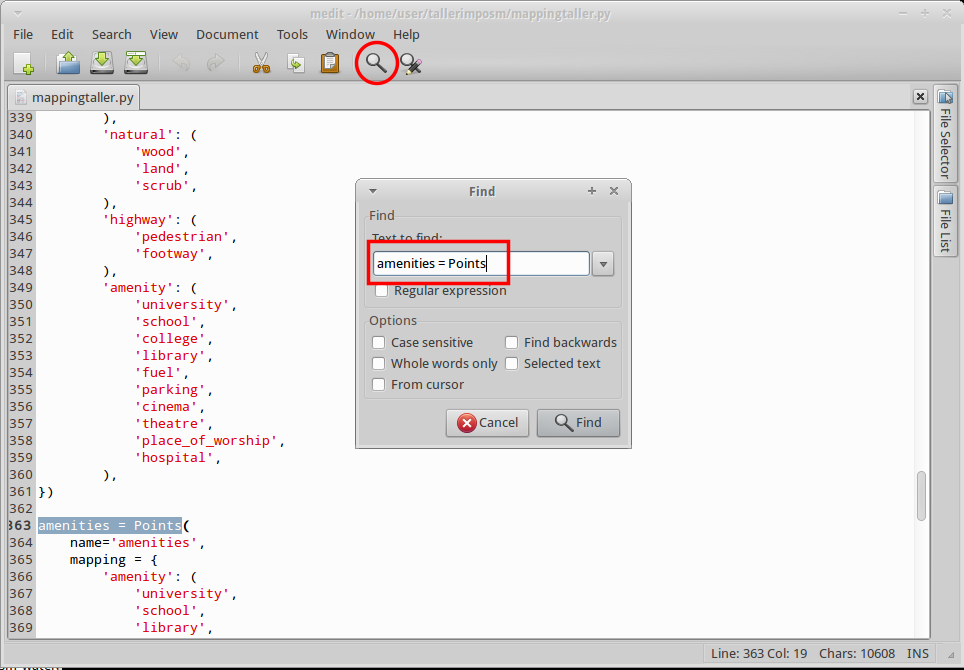 medit - /home/user/tallerimposm/mappingtaller.py
File Edit Search View Document Tools Window Help
mappingtaller.py
File Selector
File List
339 ),
340 'natural': (
341 'wood',
342 'land',
343 'scrub',
344 ),
345 'highway': (
346 'pedestrian',
347 'footway',
348 ),
349 'amenity': (
350 'university',
351 'school',
352 'college',
353 'library',
354 'fuel',
355 'parking',
356 'cinema',
357 'theatre',
358 'place_of_worship',
359 'hospital',
360 ),
361 })
362
363 amenities = Points(
364 name='amenities',
365 mapping = {
366 'amenity': (
367 'university',
368 'school',
369 'library',
Find
Find
Text to find:
amenities = Points
Regular expression
Options
Case sensitive Find backwards
Whole words only Selected text
From cursor
Cancel Find
Line: 363 Col: 19 Chars: 10608 INS